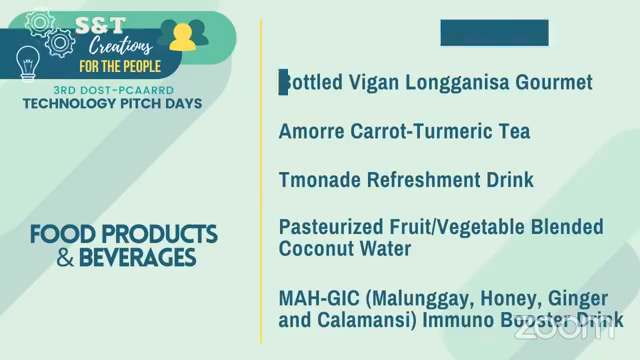 S&T
Creations
FOR THE PEOPLE
3RD DOST-PCAARRD
TECHNOLOGY PITCH DAYS
FOOD PRODUCTS
& BEVERAGES
Bottled Vigan Longganisa Gourmet
Amorre Carrot-Turmeric Tea
Tmonade Refreshment Drink
Pasteurized Fruit/Vegetable Blended
Coconut Water
MAH-GIC (Malunggay, Honey, Ginger
and Calamansi) Immuno Booster Drink
zoom